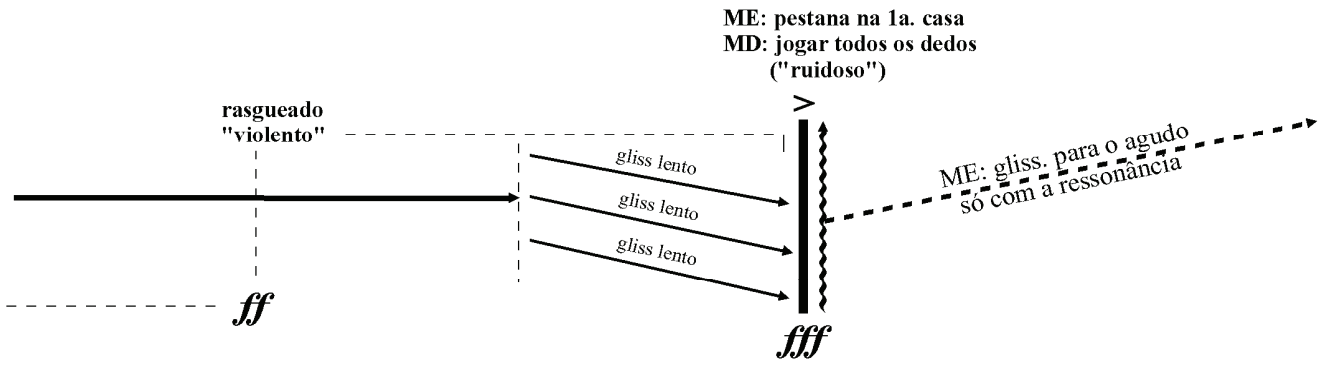 ME: pestana na 1a. casa
MD: jogar todos os dedos
("ruidoso")
>
rasgueado
"violento"
gliss lento
gliss lento
gliss lento
ME: gliss. para o agudo
só com a ressonância
ff
fff